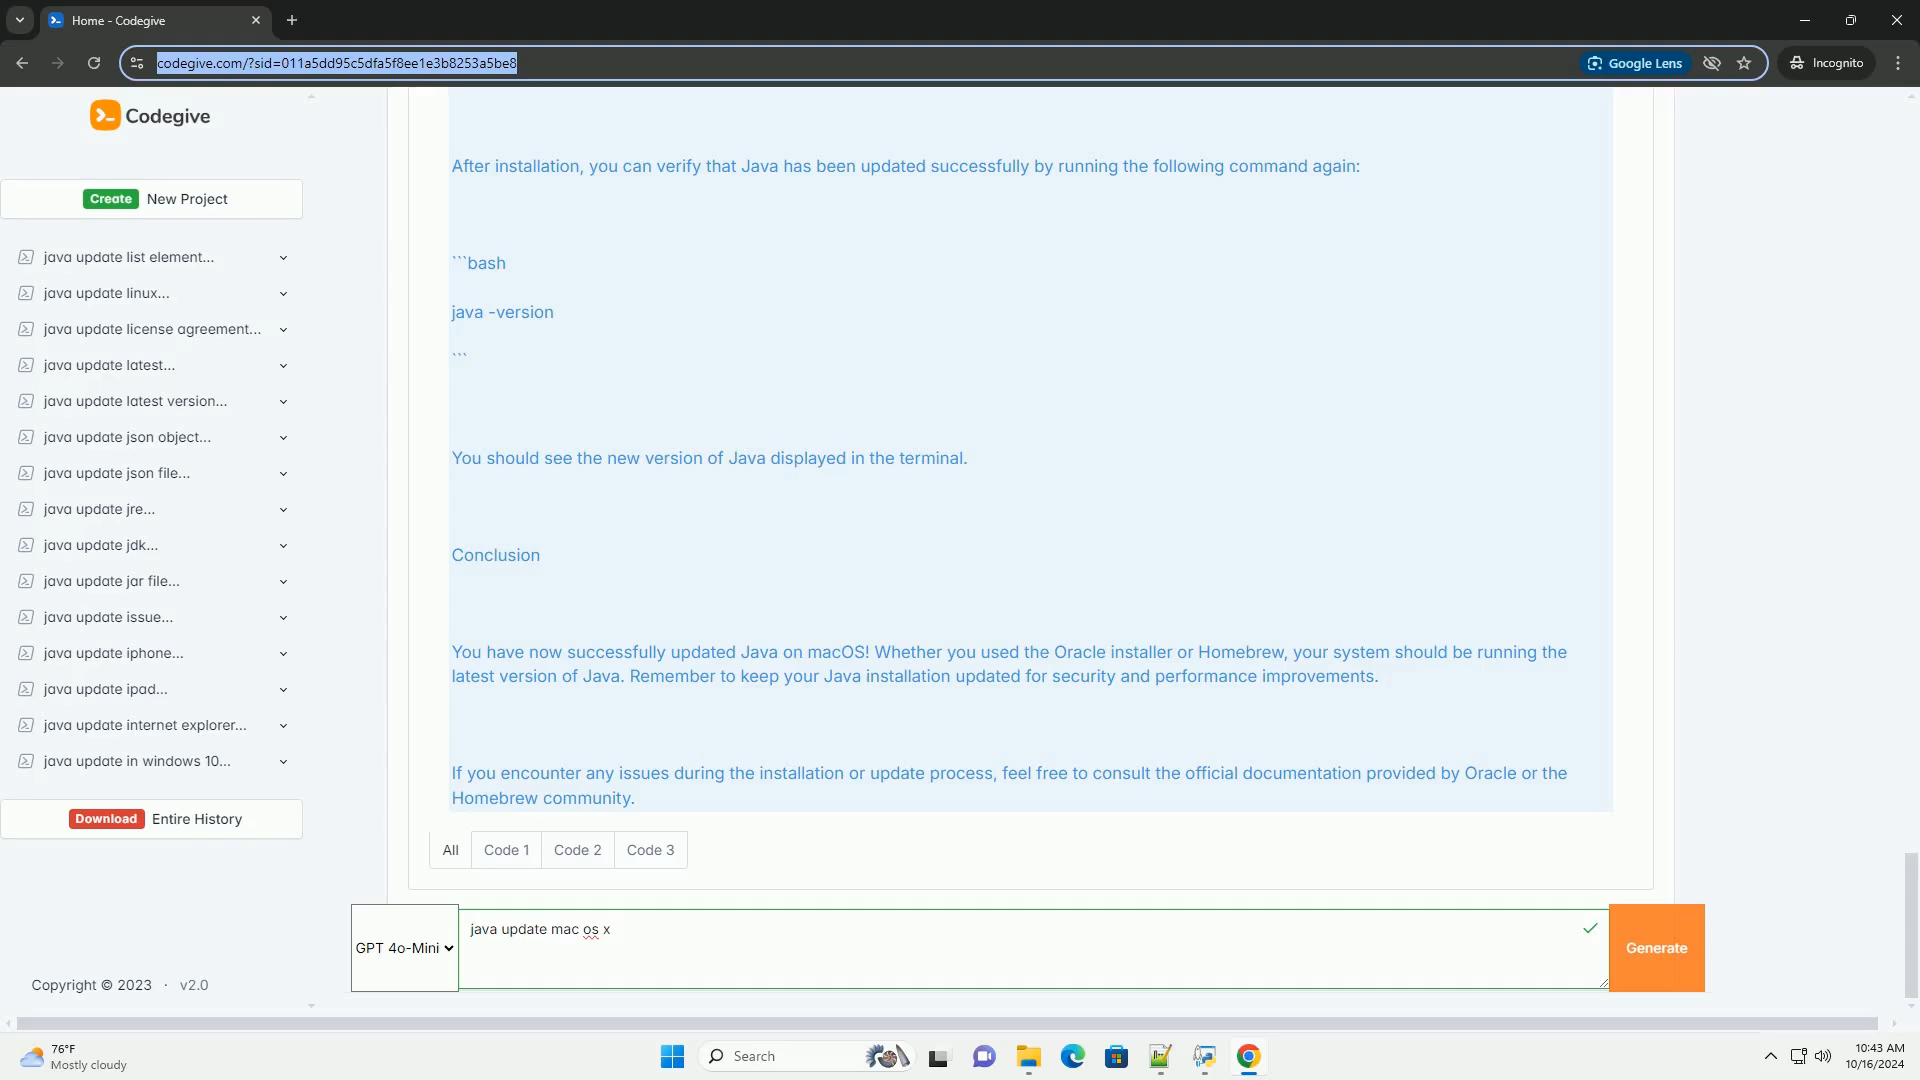 Home - Codegive
codegive.com/?sid=011a5dd95c5dfa5f8ee1e3b8253a5be8
Google Lens
Incognito
Codegive
Create New Project
java update list element...
java update linux...
java update license agreement...
java update latest...
java update latest version...
java update json object...
java update json file...
java update jre...
java update jdk...
java update jar file...
java update issue...
java update iphone...
java update ipad...
java update internet explorer...
java update in windows 10...
Download Entire History
Copyright © 2023 · v2.0
After installation, you can verify that Java has been updated successfully by running the following command again:
```bash
java -version
```
You should see the new version of Java displayed in the terminal.
Conclusion
You have now successfully updated Java on macOS! Whether you used the Oracle installer or Homebrew, your system should be running the
latest version of Java. Remember to keep your Java installation updated for security and performance improvements.
If you encounter any issues during the installation or update process, feel free to consult the official documentation provided by Oracle or the
Homebrew community.
All Code 1 Code 2 Code 3
GPT 4o-Mini
java update mac os x
Generate
76°F
Mostly cloudy
Search
10:43 AM
10/16/2024